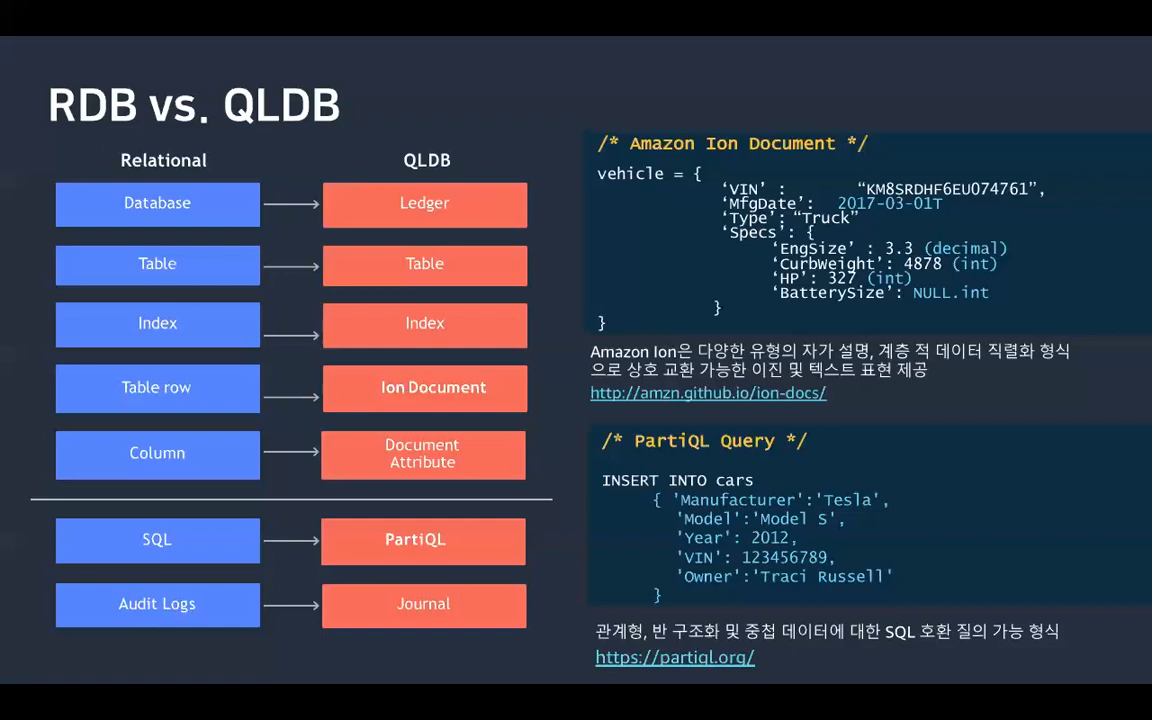 RDB vs. QLDB
Relational
QLDB
Database
Ledger
Table
Table
Index
Index
Table row
Ion Document
Column
Document
Attribute
SQL
PartiQL
Audit Logs
Journal
/* Amazon Ion Document */
vehicle = {
‘VIN’ : “KM8SRDHF6EU074761”,
‘MfgDate’: 2017-03-01T
‘Type’: “Truck”
‘Specs’: {
‘EngSize’ : 3.3 (decimal)
‘CurbWeight’: 4878 (int)
‘HP’: 327 (int)
‘BatterySize’: NULL.int
}
}
Amazon Ion은 다양한 유형의 자가 설명, 계층 적 데이터 직렬화 형식
으로 상호 교환 가능한 이진 및 텍스트 표현 제공
http://amzn.github.io/ion-docs/
/* PartiQL Query */
INSERT INTO cars
{ 'Manufacturer':'Tesla',
'Model':'Model S',
'Year': 2012,
'VIN': 123456789,
'Owner':'Traci Russell'
}
관계형, 반 구조화 및 중첩 데이터에 대한 SQL 호환 질의 가능 형식
https://partiql.org/